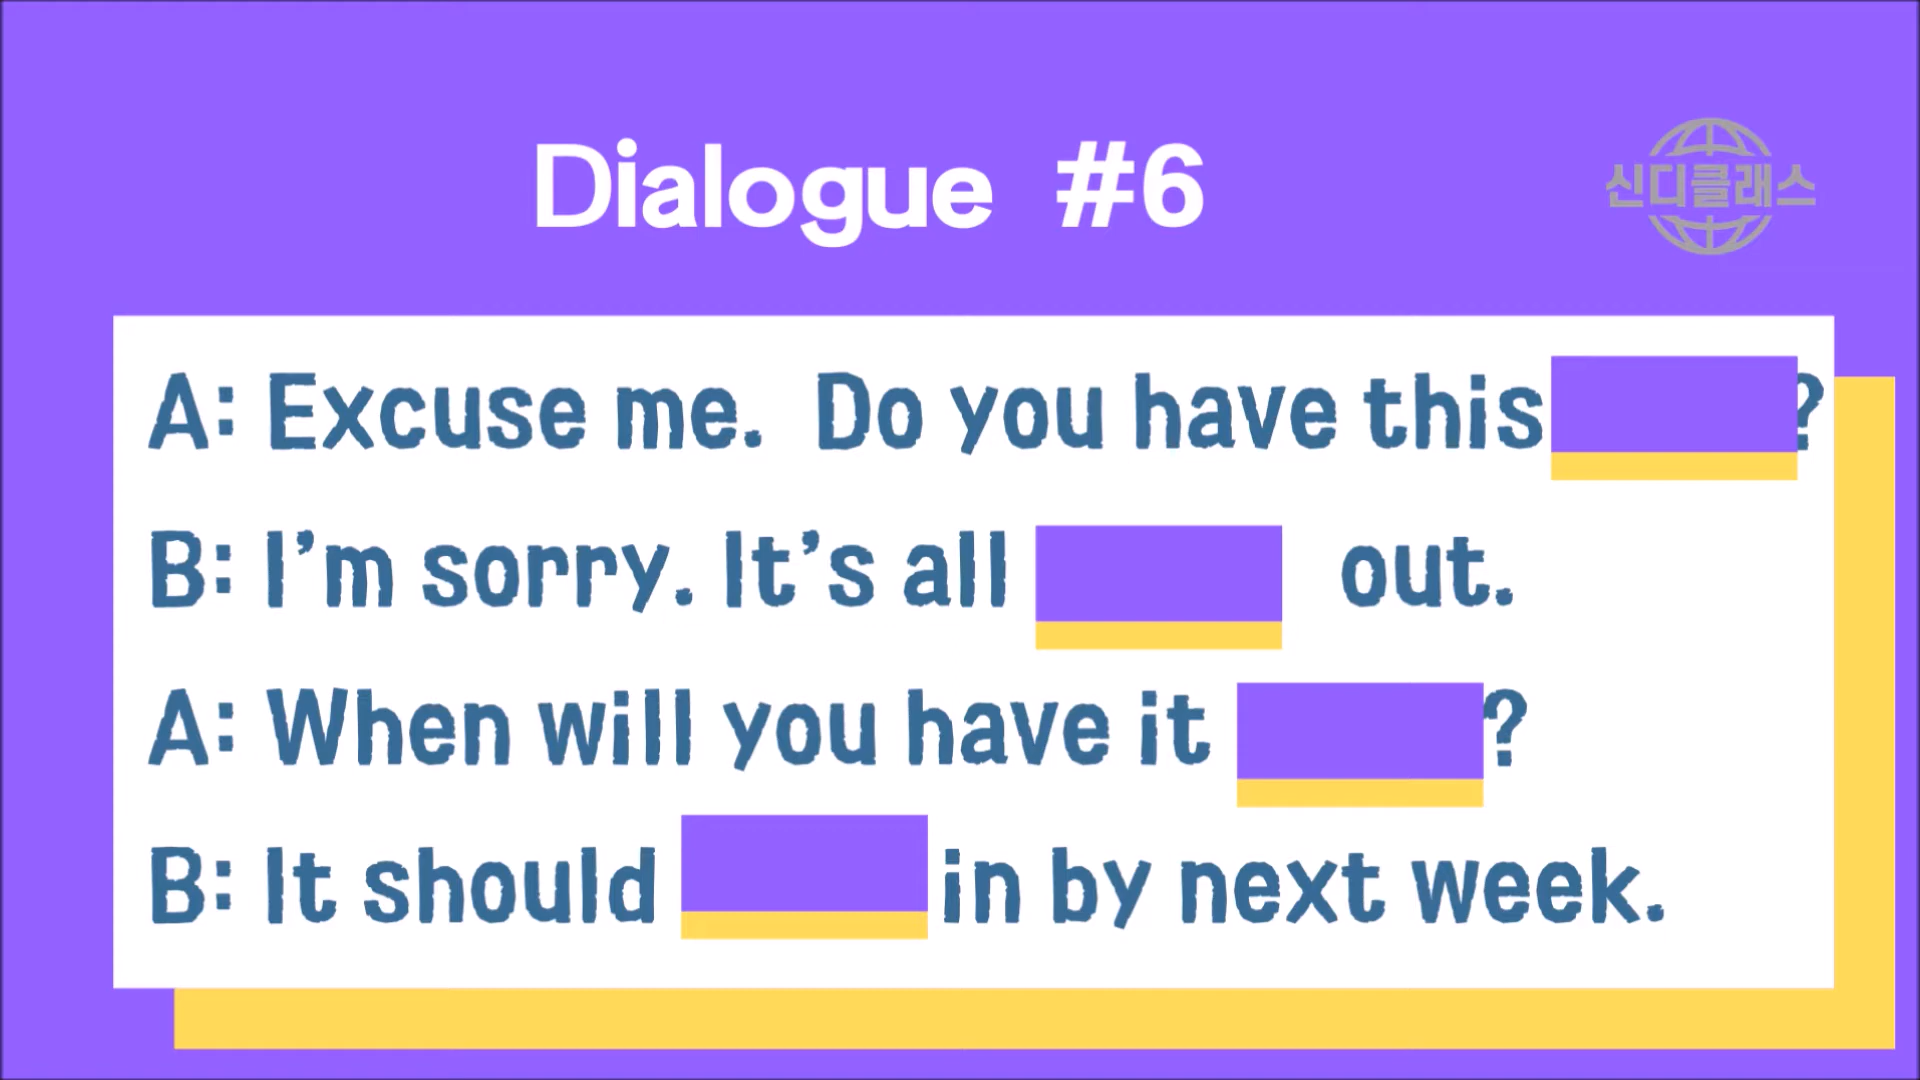 Dialogue #6
신디클래스
A: Excuse me. Do you have this ?
B: I'm sorry. It's all out.
A: When will you have it ?
B: It should in by next week.